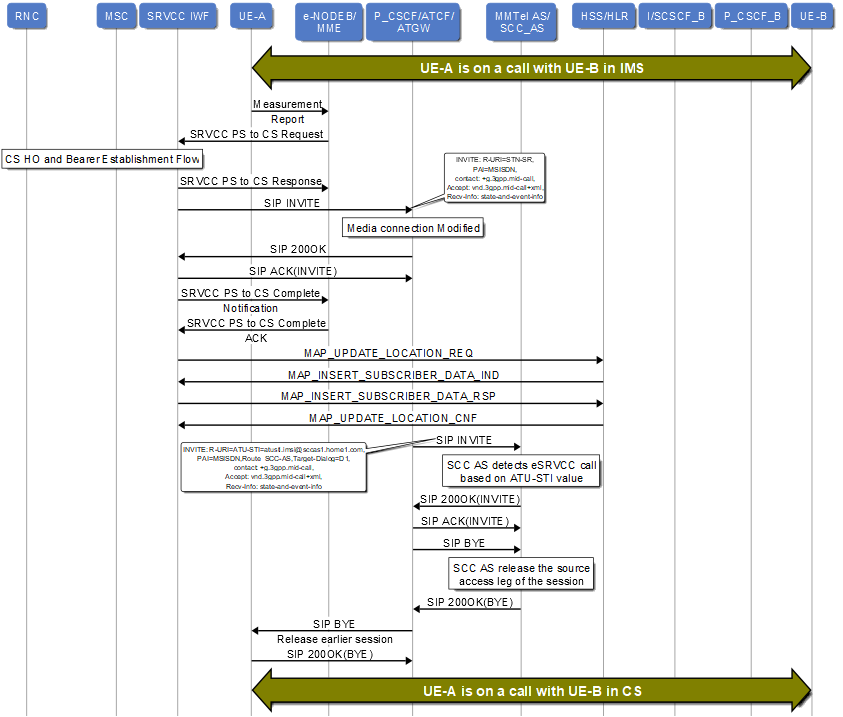 RNC
MSC
SRVCC IWF
UE-A
e-NODEB/
MME
P_CSCF/ATCF/
ATGW
MMTel AS/
SCC_AS
HSS/HLR
I/SCSCF_B
P_CSCF_B
UE-B
UE-A is on a call with UE-B in IMS
Measurement
Report
SRVCC PS to CS Request
CS HO and Bearer Establishment Flow
INVITE: R-URI=STN-SR,
PAI=MSISDN,
contact: +g.3gpp.mid-call,
Accept: vnd.3gpp.mid-call+xml,
Recv-Info: state-and-event-info
SRVCC PS to CS Response
SIP INVITE
Media connection Modified
SIP 200OK
SIP ACK(INVITE)
SRVCC PS to CS Complete
Notification
SRVCC PS to CS Complete
ACK
MAP_UPDATE_LOCATION_REQ
MAP_INSERT_SUBSCRIBER_DATA_IND
MAP_INSERT_SUBSCRIBER_DATA_RSP
MAP_UPDATE_LOCATION_CNF
SIP INVITE
INVITE: R-URI=ATU-STI=atusti.imsi@sccas1.home1.com,
PAI=MSISDN,Route_SCC-AS,Target-Dialog=D1,
contact: +g.3gpp.mid-call,
Accept: vnd.3gpp.mid-call+xml,
Recv-Info: state-and-event-info
SCC AS detects eSRVCC call
based on ATU-STI value
SIP 200OK(INVITE)
SIP ACK(INVITE)
SIP BYE
SCC AS release the source
access leg of the session
SIP 200OK(BYE)
SIP BYE
Release earlier session
SIP 200OK(BYE)
UE-A is on a call with UE-B in CS